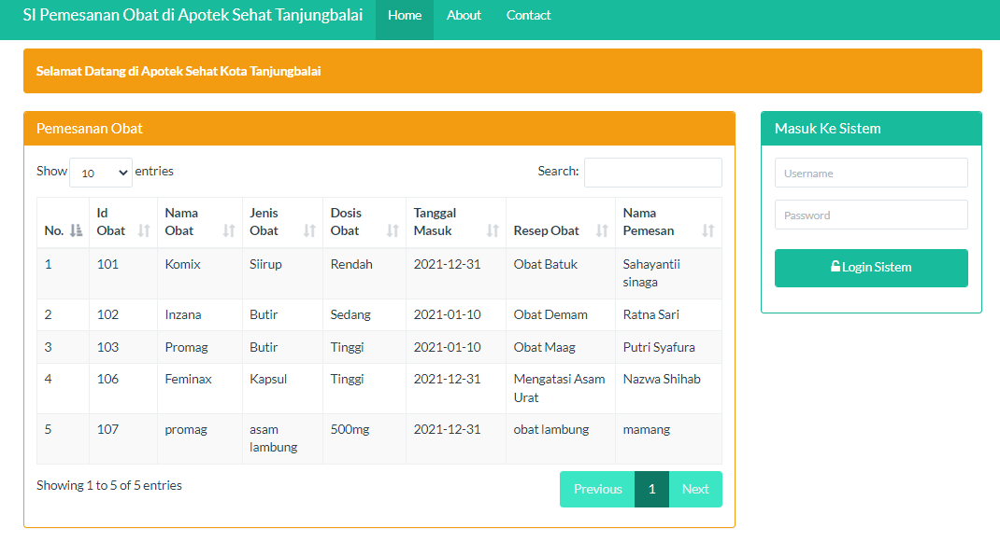 SI Pemesanan Obat di Apotek Sehat Tanjungbalai Home About Contact
Selamat Datang di Apotek Sehat Kota Tanjungbalai
Pemesanan Obat
Show 10 entries Search:
No. Id Obat Nama Obat Jenis Obat Dosis Obat Tanggal Masuk Resep Obat Nama Pemesan
1 101 Komix Siirup Rendah 2021-12-31 Obat Batuk Sahayantii sinaga
2 102 Inzana Butir Sedang 2021-01-10 Obat Demam Ratna Sari
3 103 Promag Butir Tinggi 2021-01-10 Obat Maag Putri Syafura
4 106 Feminax Kapsul Tinggi 2021-12-31 Mengatasi Asam Urat Nazwa Shihab
5 107 promag asam lambung 500mg 2021-12-31 obat lambung mamang
Showing 1 to 5 of 5 entries Previous 1 Next
Masuk Ke Sistem
Username
Password
Login Sistem